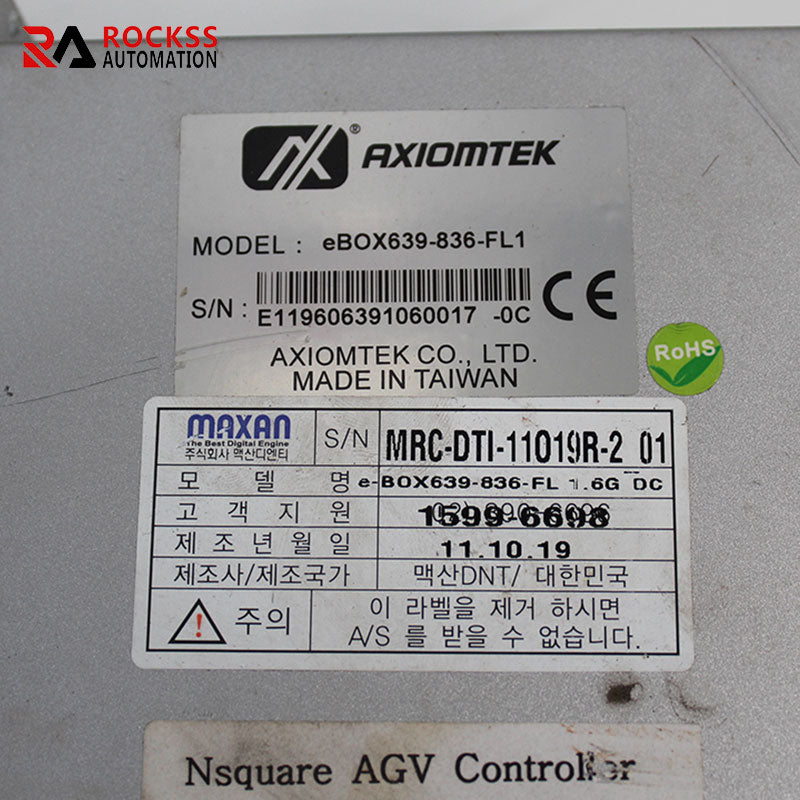 RA ROCKSS
AUTOMATION
® AXIOMTEK
MODEL : eBOX639-836-FL1
S/N : E119606391060017 -0C CE
AXIOMTEK CO., LTD.
MADE IN TAIWAN
RoHS
MAXAN
The Best Digital Engine
주식회사 맥산디엔티
S/N MRC-DTI-11019R-2 01
모 델 명 e-BOX639-836-FL 1.6G DC
고 객 지 원 1599-6698
제 조 년 월 일 11.10.19
제조사/제조국가 맥산DNT/ 대한민국
! 주의 이 라벨을 제거 하시면
A/S 를 받을 수 없습니다.
Nsquare AGV Controller